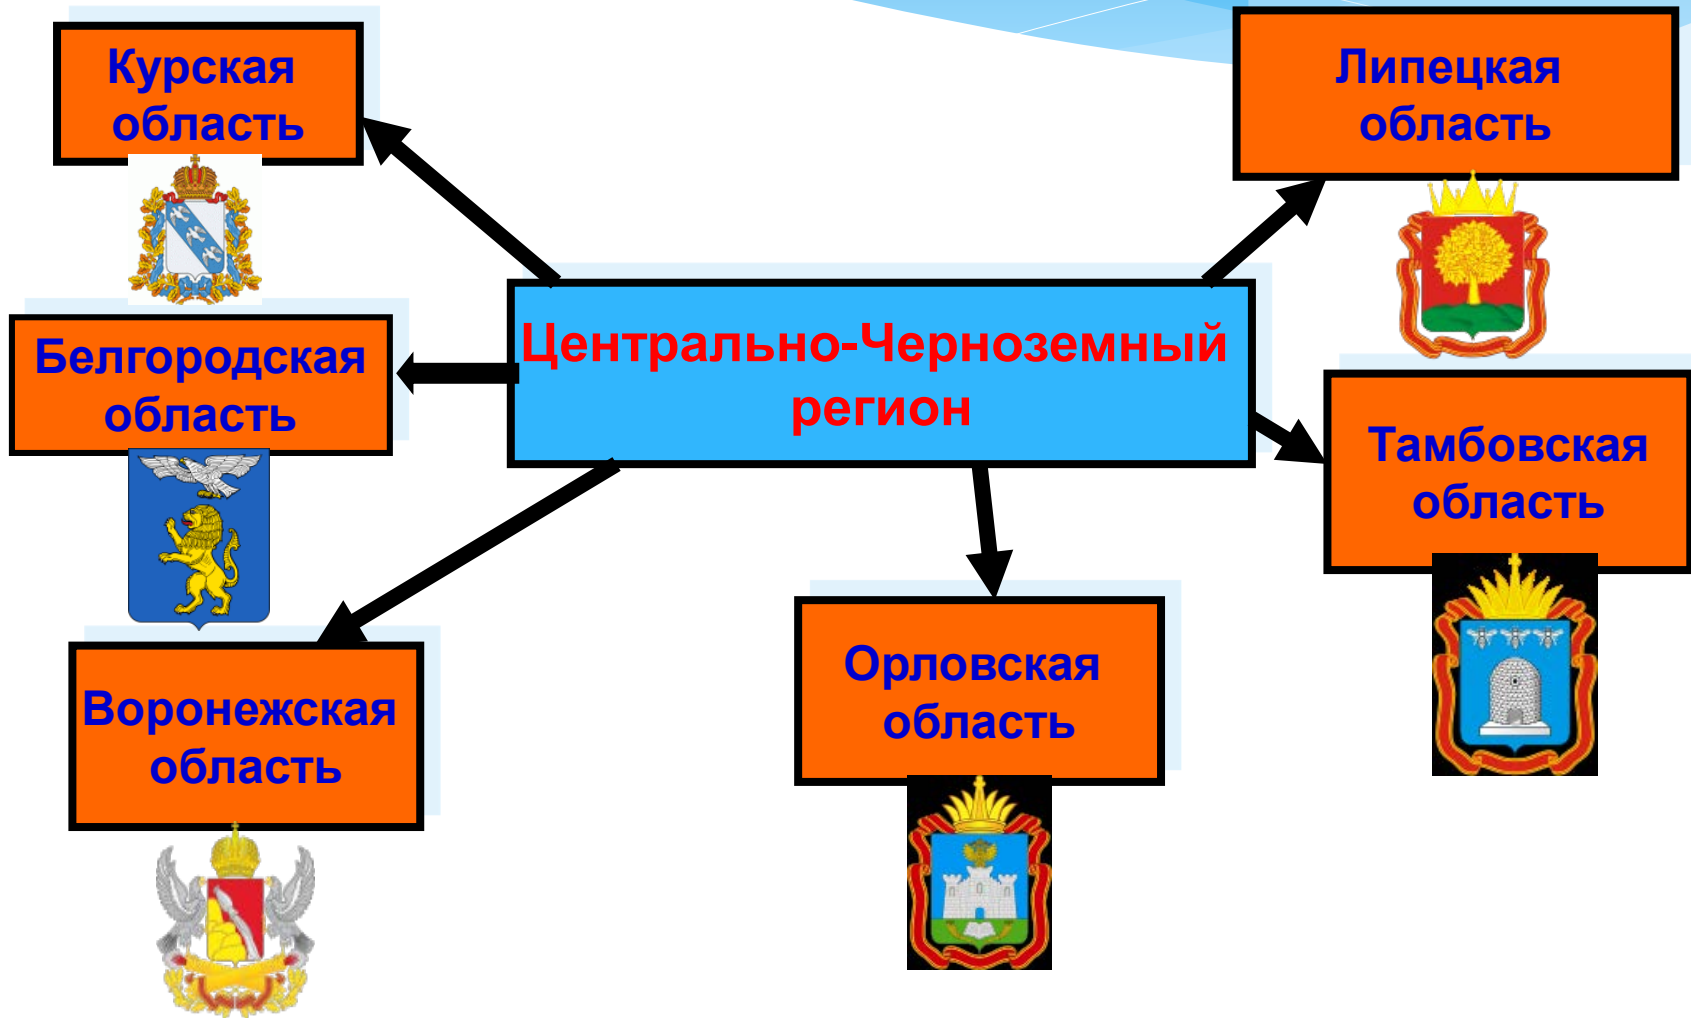 Курская
область
Липецкая
область
Центрально-Черноземный
регион
Белгородская
область
Тамбовская
область
Воронежская
область
Орловская
область